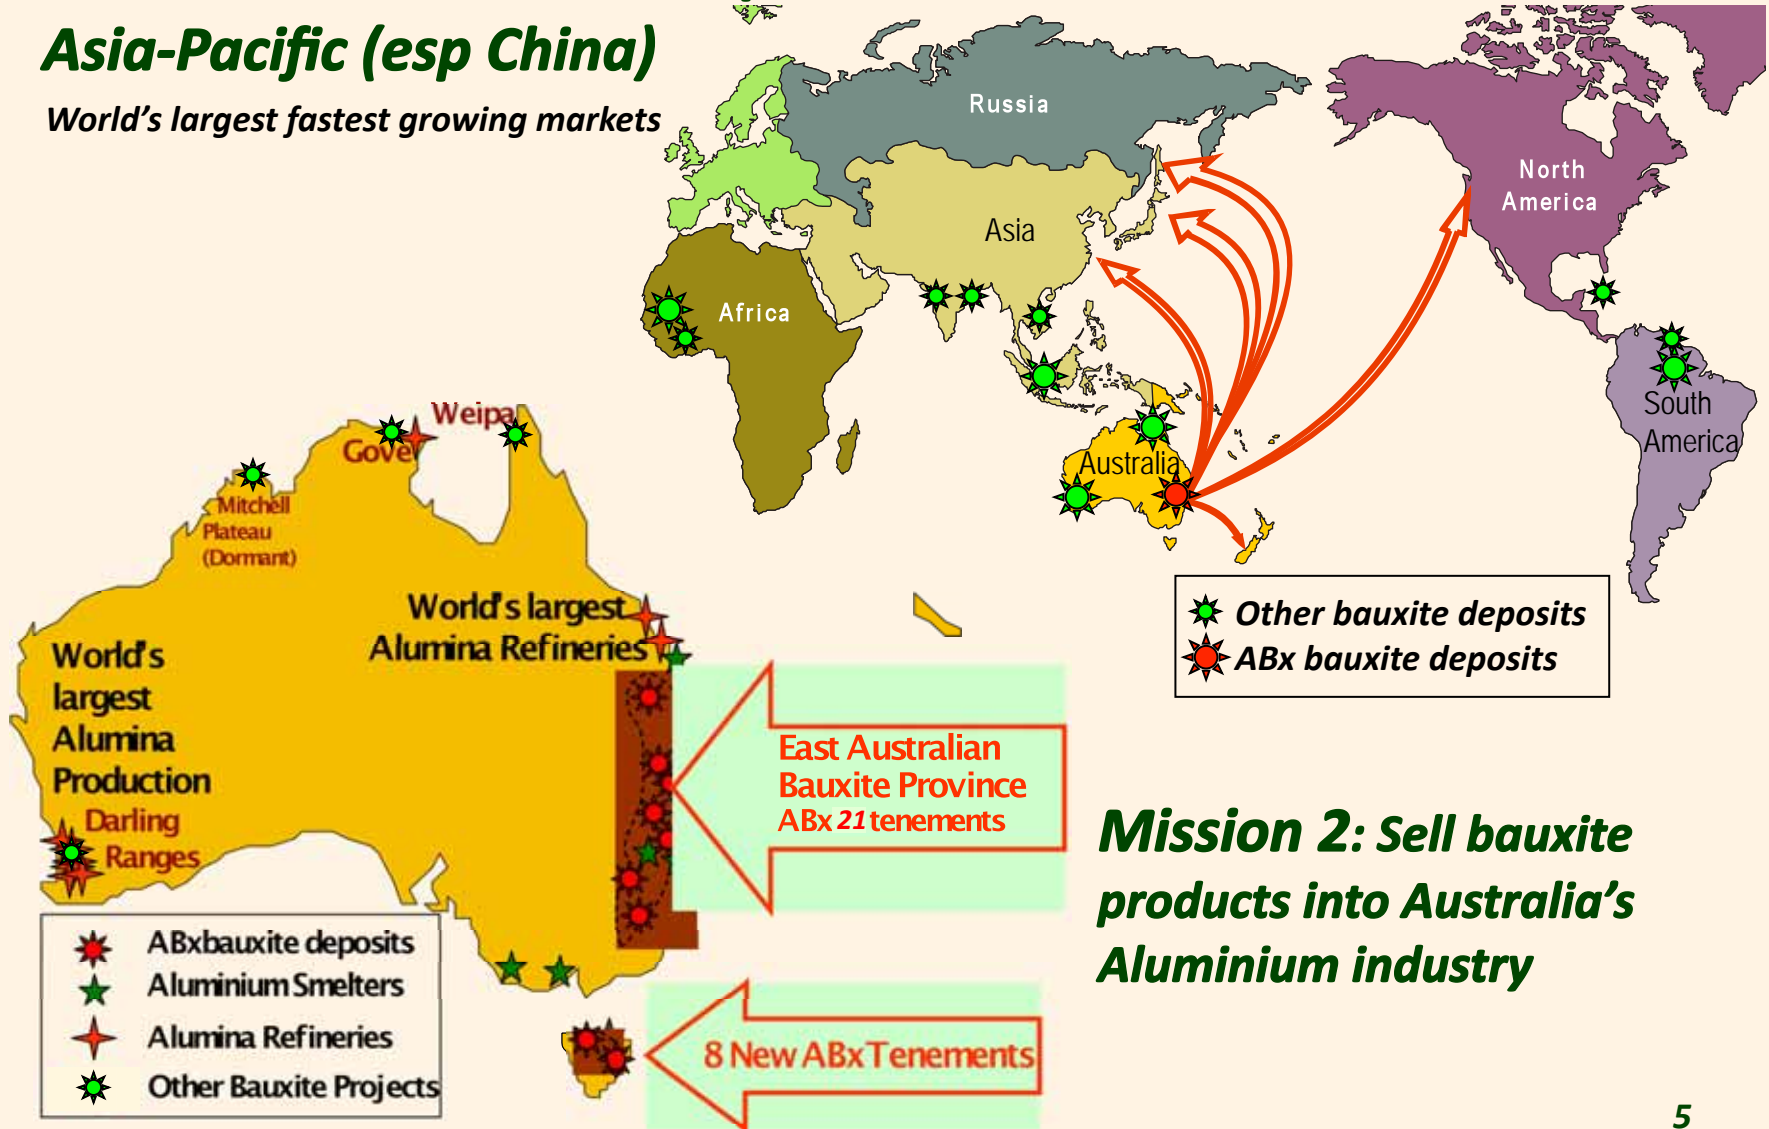 Asia-Pacific (esp China)
World's largest fastest growing markets
Russia
North
America
Asia
Africa
South
America
Australia
Other bauxite deposits
ABx bauxite deposits
Weipa
Gove
Mitchell
Plateau
(Dormant)
World's largest
Alumina Refineries
World's
largest
Alumina
Production
Darling
Ranges
East Australian
Bauxite Province
ABx 21 tenements
Mission 2: Sell bauxite
products into Australia's
Aluminium industry
ABxbauxite deposits
Aluminium Smelters
Alumina Refineries
Other Bauxite Projects
8 New ABx Tenements
5